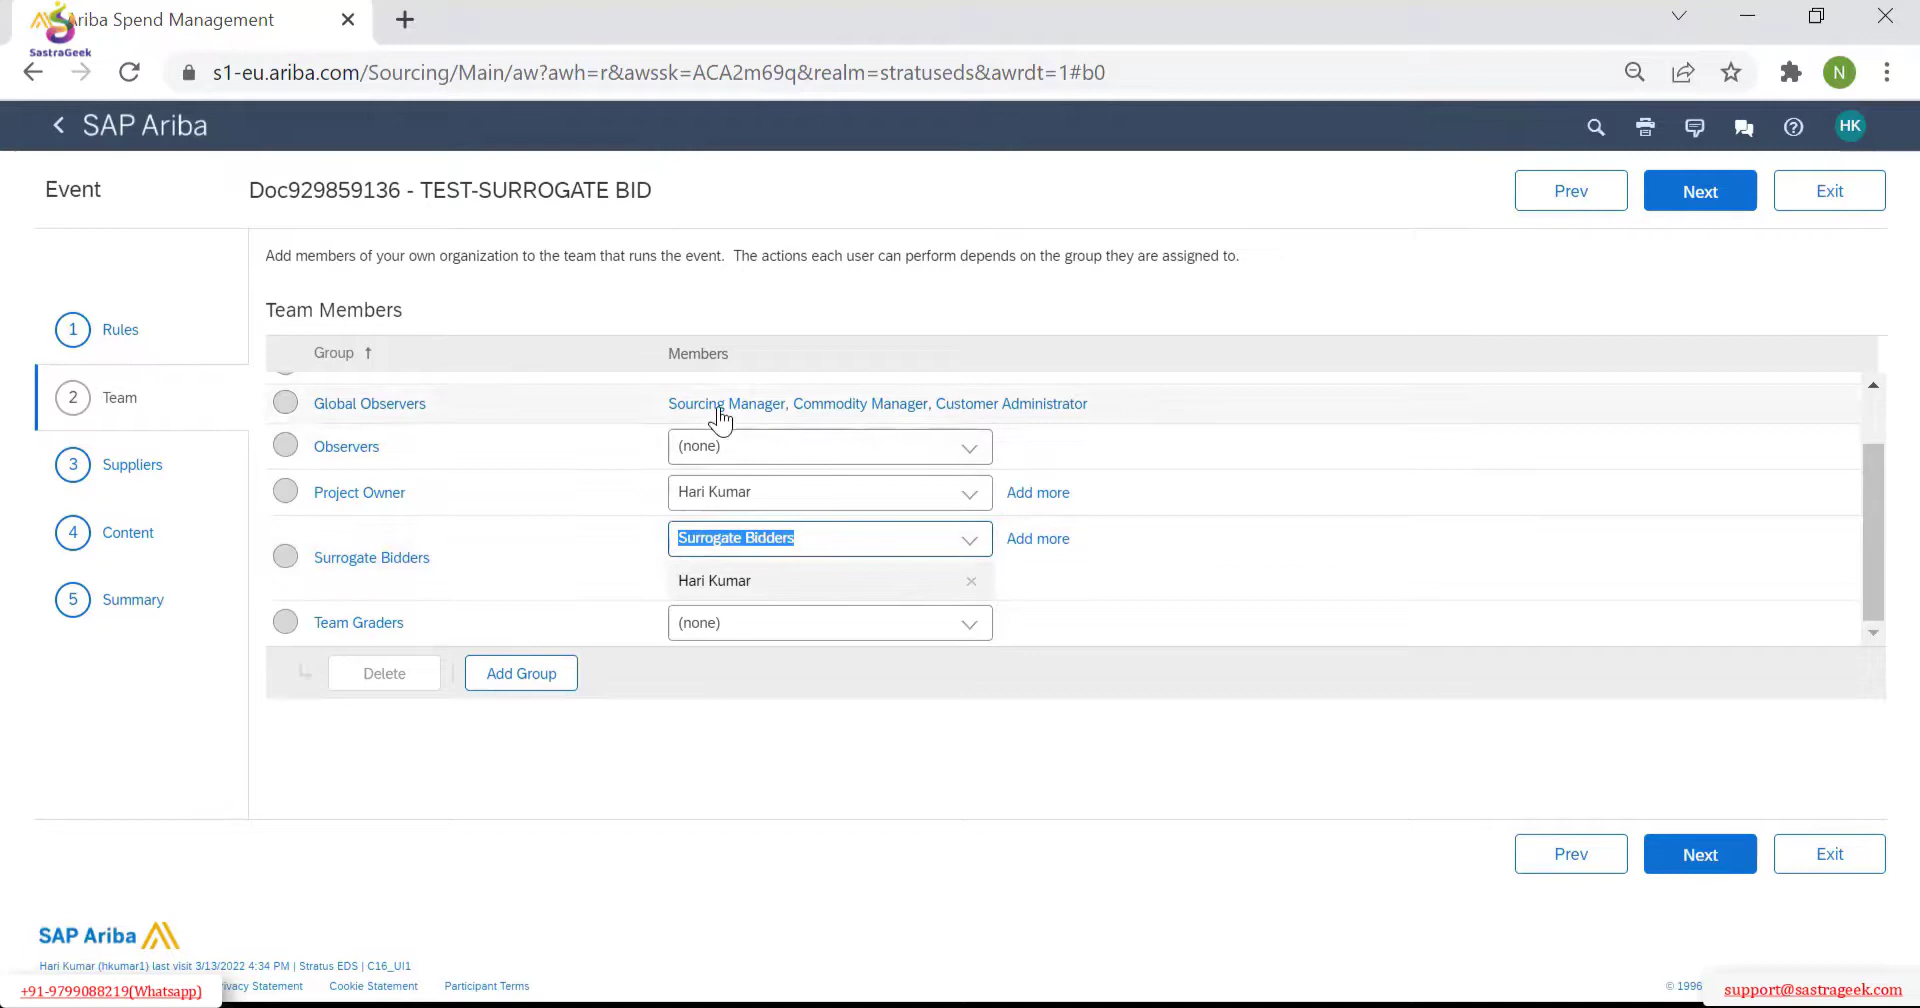 Ariba Spend Management
SastraGeek
s1-eu.ariba.com/Sourcing/Main/aw?awh=r&awssk=ACA2m69q&realm=stratuseds&awrdt=1#b0
N
SAP Ariba
HK
Event
Doc929859136 - TEST-SURROGATE BID
Prev
Next
Exit
Add members of your own organization to the team that runs the event. The actions each user can perform depends on the group they are assigned to.
Team Members
1 Rules
2 Team
3 Suppliers
4 Content
5 Summary
Group ↑ Members
Global Observers Sourcing Manager, Commodity Manager, Customer Administrator
Observers (none)
Project Owner Hari Kumar Add more
Surrogate Bidders Surrogate Bidders Add more
Hari Kumar
Team Graders (none)
Delete
Add Group
Prev
Next
Exit
SAP Ariba
Hari Kumar (hkumar1) last visit 3/13/2022 4:34 PM | Stratus EDS | C16_UI1
ivacy Statement Cookie Statement Participant Terms
© 1996
+91-9799088219(Whatsapp)
support@sastrageek.com